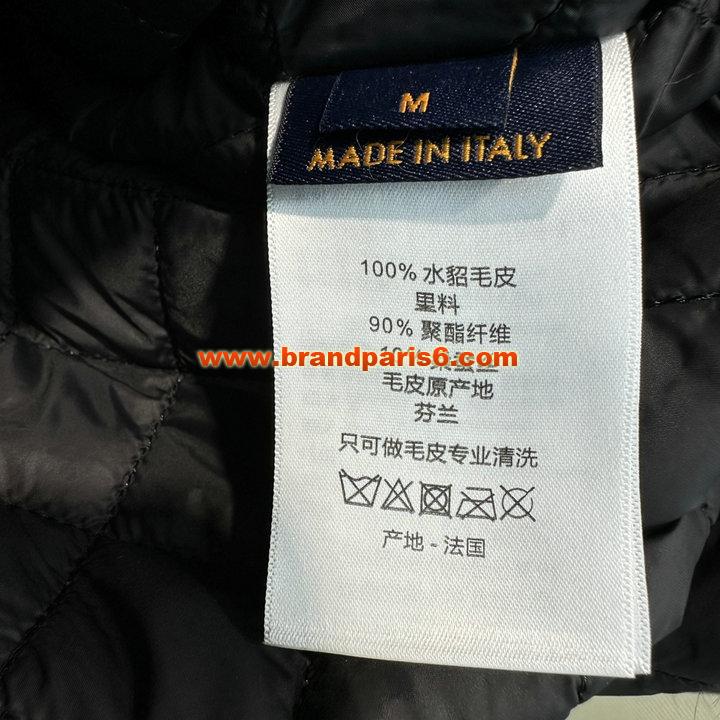 M
MADE IN ITALY
100% 水貂毛皮
里料
90% 聚酯纤维
www.brandparis6.com
毛皮原产地
芬兰
只可做毛皮专业清洗
产地 - 法国